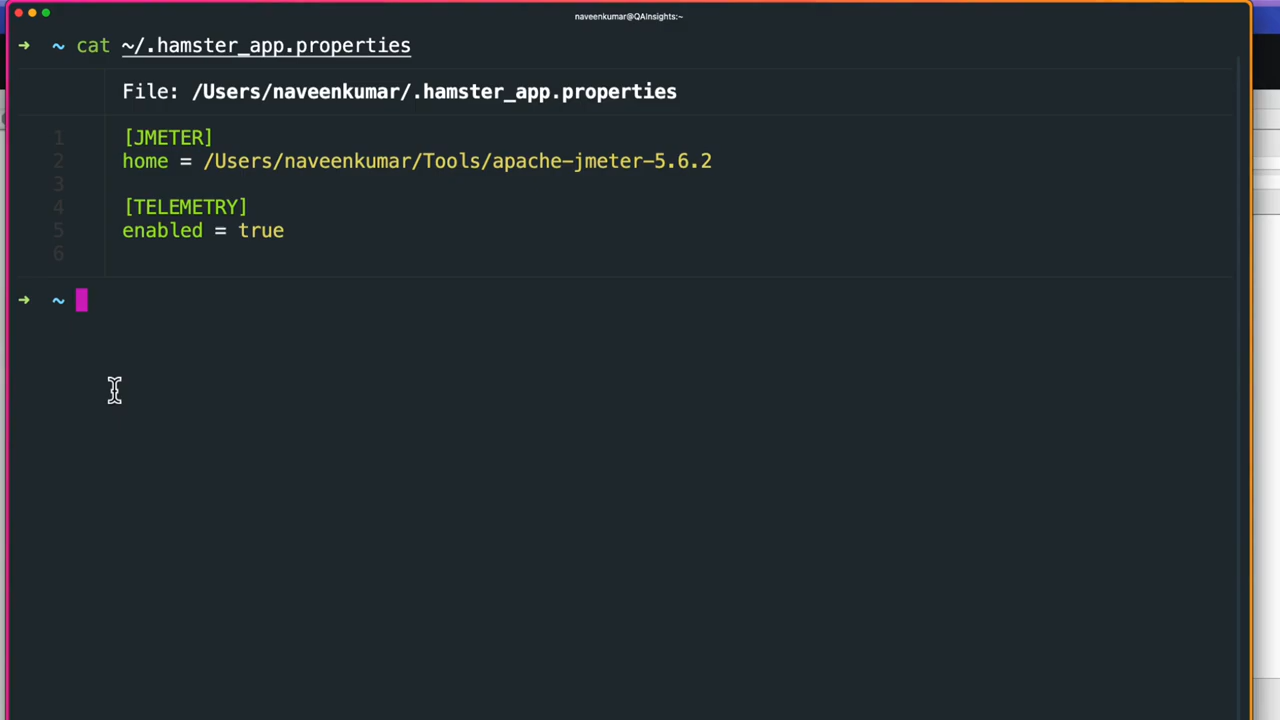 naveenkumar@QAInsights:~
→ ~ cat ~/.hamster_app.properties
File: /Users/naveenkumar/.hamster_app.properties
1 [JMETER]
2 home = /Users/naveenkumar/Tools/apache-jmeter-5.6.2
3
4 [TELEMETRY]
5 enabled = true
6
→ ~